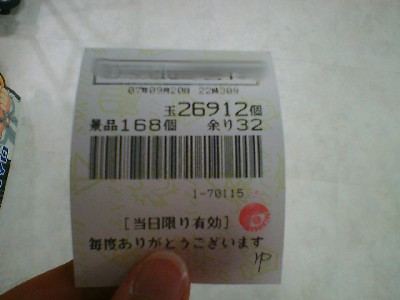 07年09月20日 22時30分
玉26912個
景品168個 余り32
1-70115
[当日限り有効]
毎度ありがとうございます